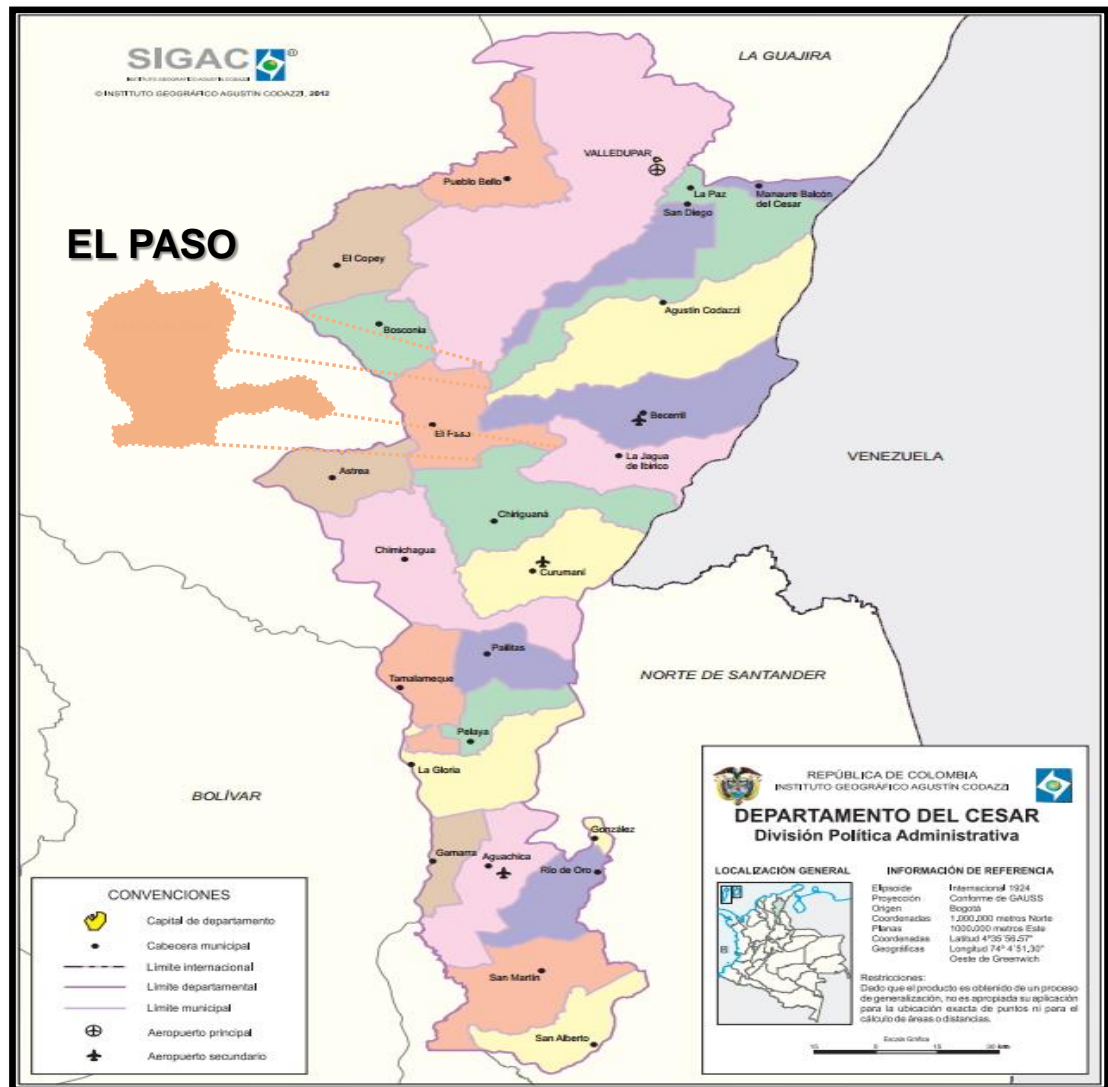 SIGAC ®
INSTITUTO GEOGRÁFICO AGUSTÍN CODAZZI
© INSTITUTO GEOGRÁFICO AGUSTÍN CODAZZI, 2012
LA GUAJIRA
VALLEDUPAR
Pueblo Bello
La Paz
Manaure Balcón
del Cesar
San Diego
EL PASO
El Copey
Agustín Codazzi
Bosconia
Becerril
El Paso
La Jagua
de Ibirico
VENEZUELA
Astrea
Chiriguaná
Chimichagua
Curumaní
Pailitas
NORTE DE SANTANDER
Tamalameque
Pelaya
La Gloria
BOLÍVAR
González
Gamarra
Aguachica
Río de Oro
San Martín
San Alberto
CONVENCIONES
Capital de departamento
Cabecera municipal
Límite internacional
Límite departamental
Límite municipal
Aeropuerto principal
Aeropuerto secundario
REPÚBLICA DE COLOMBIA
INSTITUTO GEOGRÁFICO AGUSTÍN CODAZZI
DEPARTAMENTO DEL CESAR
División Política Administrativa
LOCALIZACIÓN GENERAL
INFORMACIÓN DE REFERENCIA
Elipsoide Internacional 1924
Proyección Conforme de GAUSS
Origen Bogotá
Coordenadas 1.000.000 metros Norte
Planas 1000.000 metros Este
Coordenadas Latitud 4°35'56.57"
Geográficas Longitud 74° 4'51,30"
Oeste de Greenwich
Restricciones:
Dado que el producto es obtenido de un proceso
de generalización, no es apropiada su aplicación
para la ubicación exacta de puntos ni para el
cálculo de áreas o distancias.
Escala Gráfica
15 0 15 30 km